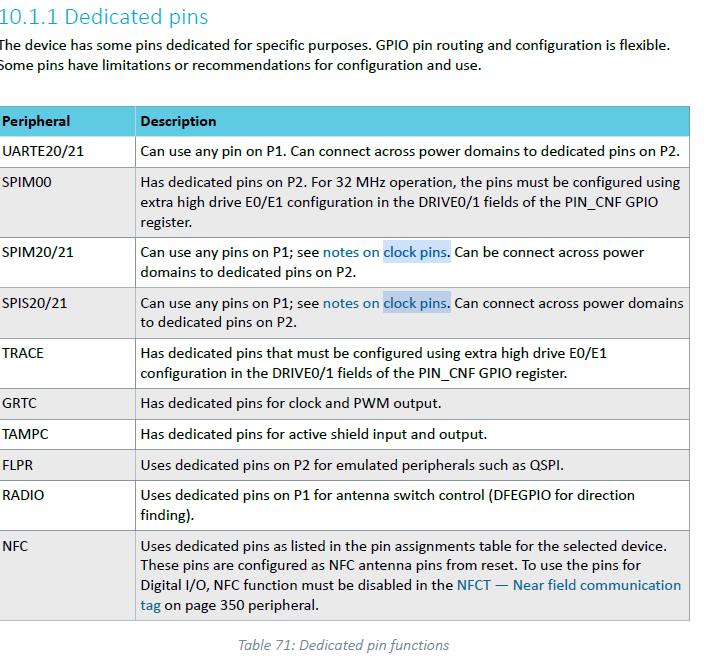 10.1.1 Dedicated pins
The device has some pins dedicated for specific purposes. GPIO pin routing and configuration is flexible.
Some pins have limitations or recommendations for configuration and use.
Peripheral Description
UARTE20/21 Can use any pin on P1. Can connect across power domains to dedicated pins on P2.
SPIM00 Has dedicated pins on P2. For 32 MHz operation, the pins must be configured using
extra high drive E0/E1 configuration in the DRIVE0/1 fields of the PIN_CNF GPIO
register.
SPIM20/21 Can use any pins on P1; see notes on clock pins. Can be connect across power
domains to dedicated pins on P2.
SPIS20/21 Can use any pins on P1; see notes on clock pins. Can connect across power domains
to dedicated pins on P2.
TRACE Has dedicated pins that must be configured using extra high drive E0/E1
configuration in the DRIVE0/1 fields of the PIN_CNF GPIO register.
GRTC Has dedicated pins for clock and PWM output.
TAMPC Has dedicated pins for active shield input and output.
FLPR Uses dedicated pins on P2 for emulated peripherals such as QSPI.
RADIO Uses dedicated pins on P1 for antenna switch control (DFEGPIO for direction
finding).
NFC Uses dedicated pins as listed in the pin assignments table for the selected device.
These pins are configured as NFC antenna pins from reset. To use the pins for
Digital I/O, NFC function must be disabled in the NFCT — Near field communication
tag on page 350 peripheral.
Table 71: Dedicated pin functions